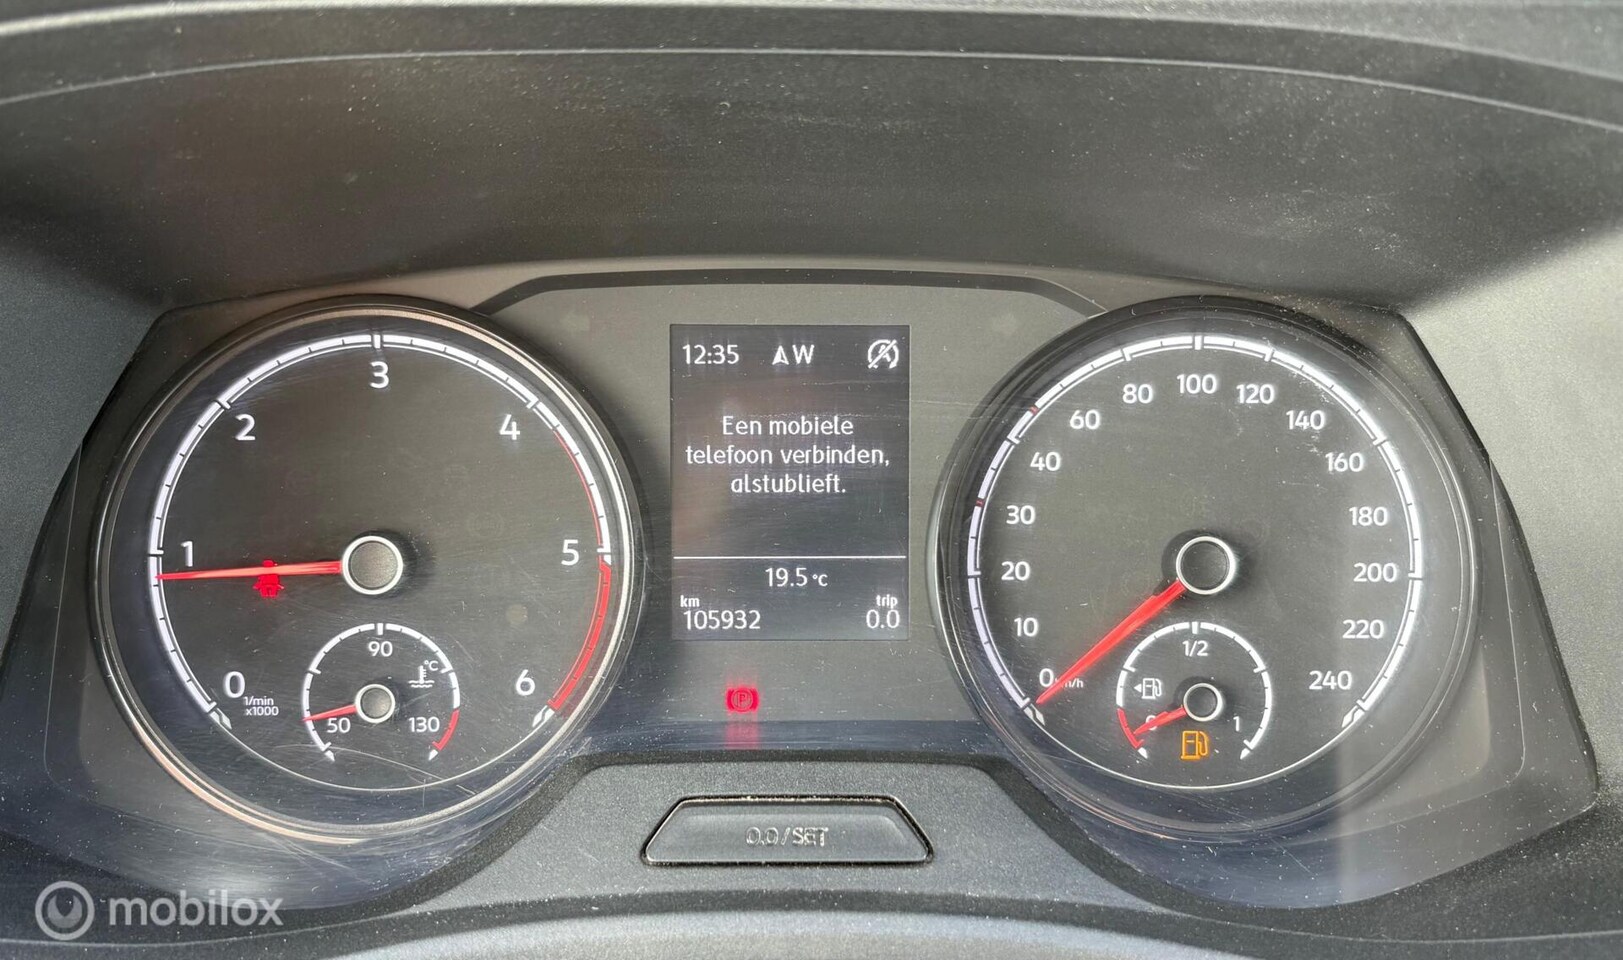 12:35 W
Een mobiele
telefoon verbinden,
alstublieft.
19.5 °C
km trip
105932 0.0
0 1 2 3 4 5 6
1/min
x1000
50 90 130
°C
0 10 20 30 40 60 80 100 120 140 160 180 200 220 240
km/h
0 1/2 1
P
0.0/SET
mobilox